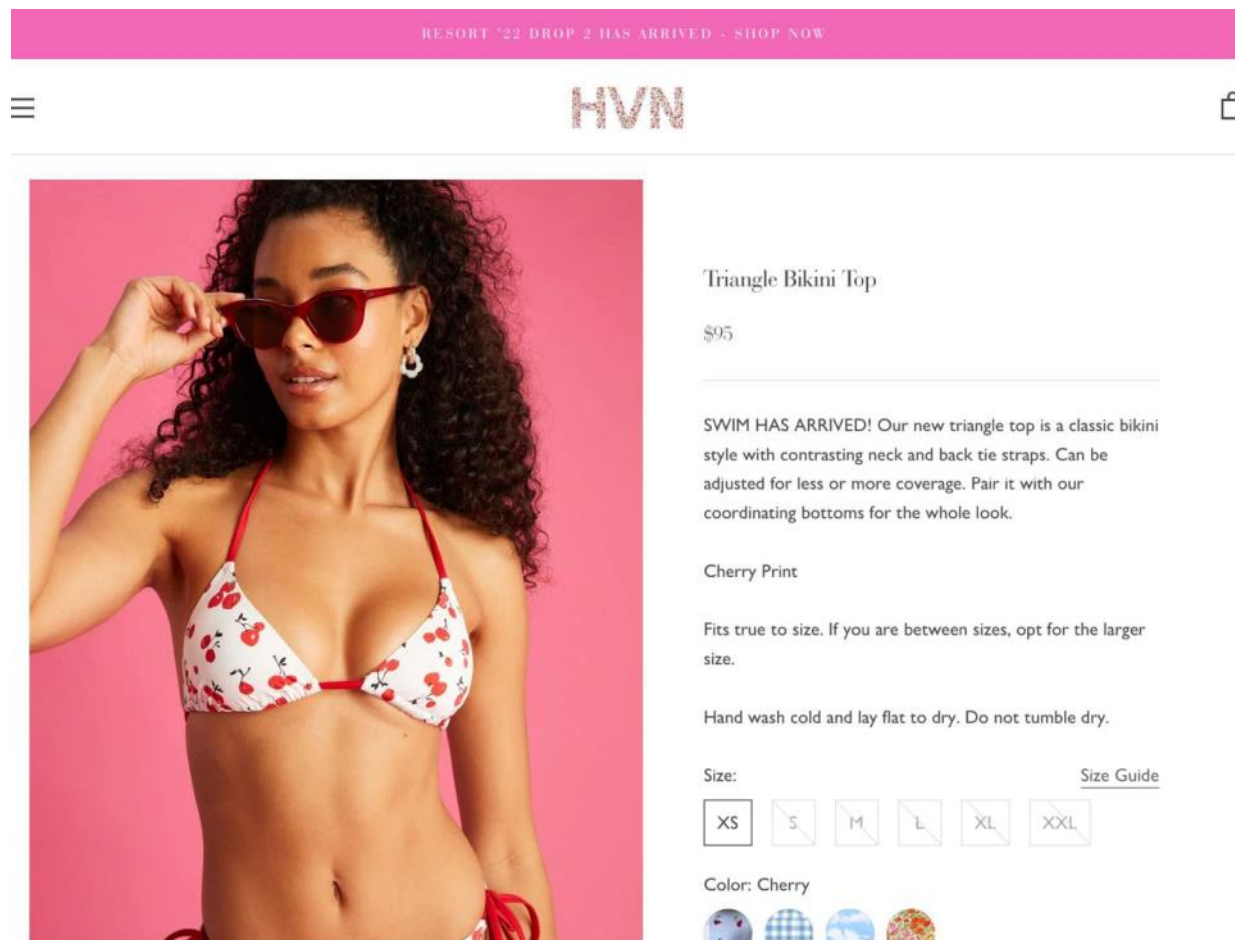 RESORT '22 DROP 2 HAS ARRIVED - SHOP NOW
HVN
Triangle Bikini Top
$95
SWIM HAS ARRIVED! Our new triangle top is a classic bikini
style with contrasting neck and back tie straps. Can be
adjusted for less or more coverage. Pair it with our
coordinating bottoms for the whole look.
Cherry Print
Fits true to size. If you are between sizes, opt for the larger
size.
Hand wash cold and lay flat to dry. Do not tumble dry.
Size: Size Guide
XS S M L XL XXL
Color: Cherry